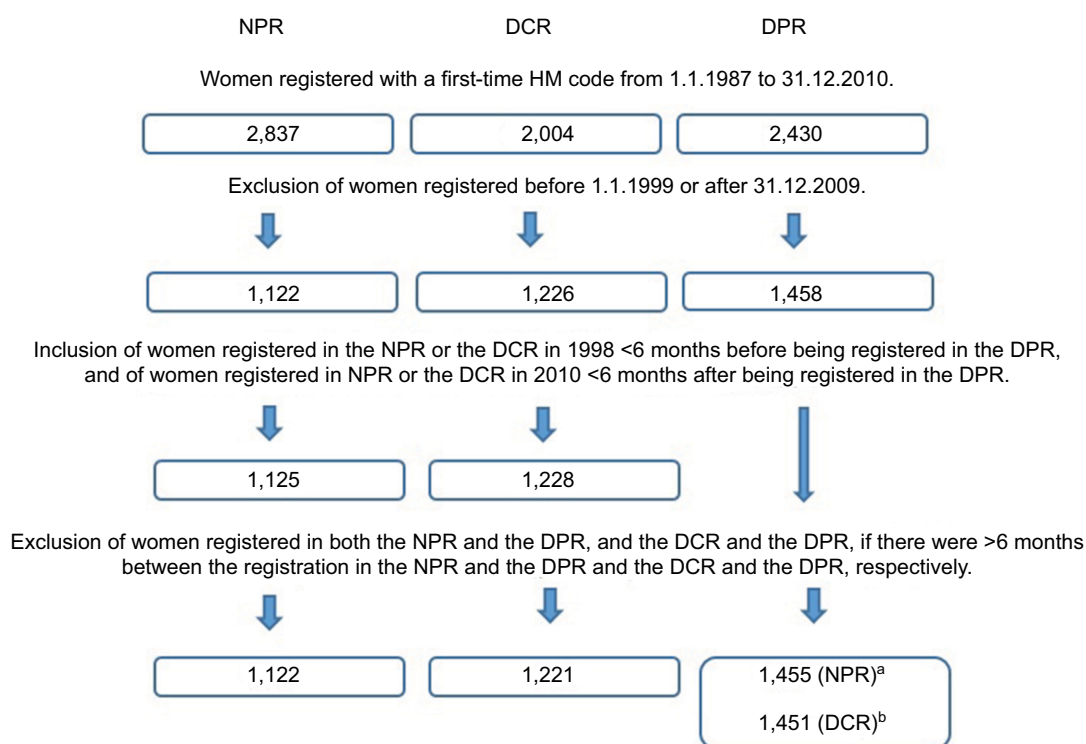 NPR DCR DPR
Women registered with a first-time HM code from 1.1.1987 to 31.12.2010.
2,837 2,004 2,430
Exclusion of women registered before 1.1.1999 or after 31.12.2009.
1,122 1,226 1,458
Inclusion of women registered in the NPR or the DCR in 1998 <6 months before being registered in the DPR,
and of women registered in NPR or the DCR in 2010 <6 months after being registered in the DPR.
1,125 1,228
Exclusion of women registered in both the NPR and the DPR, and the DCR and the DPR, if there were >6 months
between the registration in the NPR and the DPR and the DCR and the DPR, respectively.
1,122 1,221 1,455 (NPR)ᵃ
1,451 (DCR)ᵇ